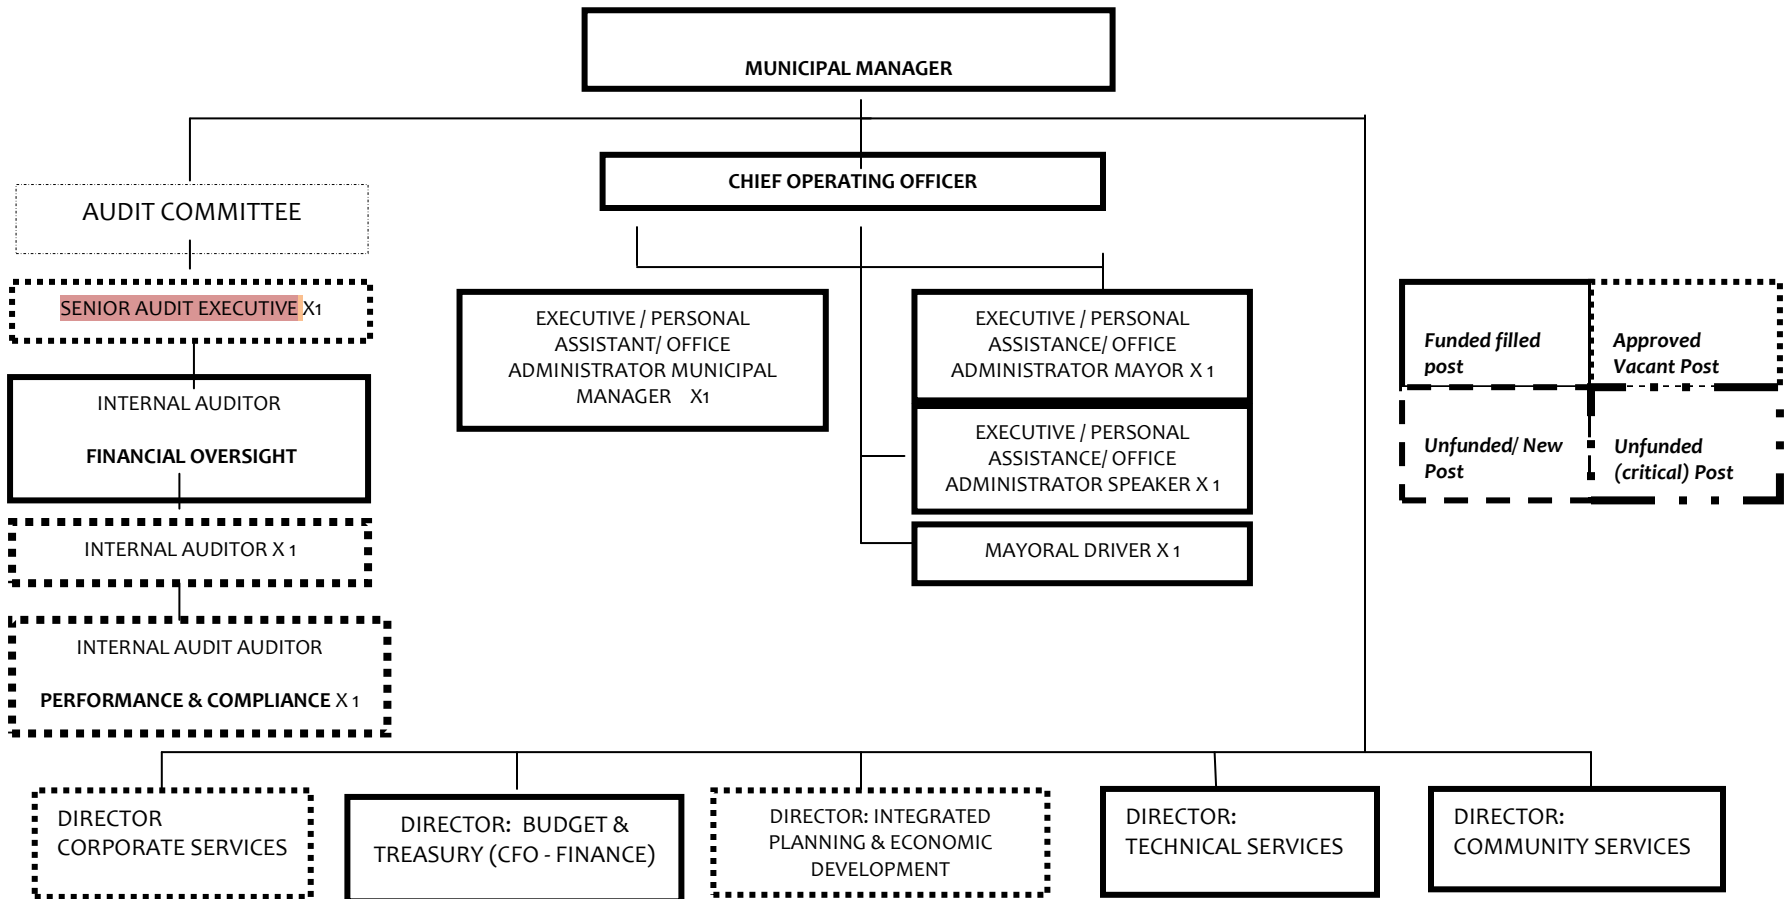 MUNICIPAL MANAGER
CHIEF OPERATING OFFICER
AUDIT COMMITTEE
SENIOR AUDIT EXECUTIVE X1
INTERNAL AUDITOR
FINANCIAL OVERSIGHT
INTERNAL AUDITOR X 1
INTERNAL AUDIT AUDITOR
PERFORMANCE & COMPLIANCE X 1
EXECUTIVE / PERSONAL
ASSISTANT/ OFFICE
ADMINISTRATOR MUNICIPAL
MANAGER X1
EXECUTIVE / PERSONAL
ASSISTANCE/ OFFICE
ADMINISTRATOR MAYOR X 1
EXECUTIVE / PERSONAL
ASSISTANCE/ OFFICE
ADMINISTRATOR SPEAKER X 1
MAYORAL DRIVER X 1
Funded filled
post
Approved
Vacant Post
Unfunded/ New
Post
Unfunded
(critical) Post
DIRECTOR
CORPORATE SERVICES
DIRECTOR: BUDGET &
TREASURY (CFO - FINANCE)
DIRECTOR: INTEGRATED
PLANNING & ECONOMIC
DEVELOPMENT
DIRECTOR:
TECHNICAL SERVICES
DIRECTOR:
COMMUNITY SERVICES